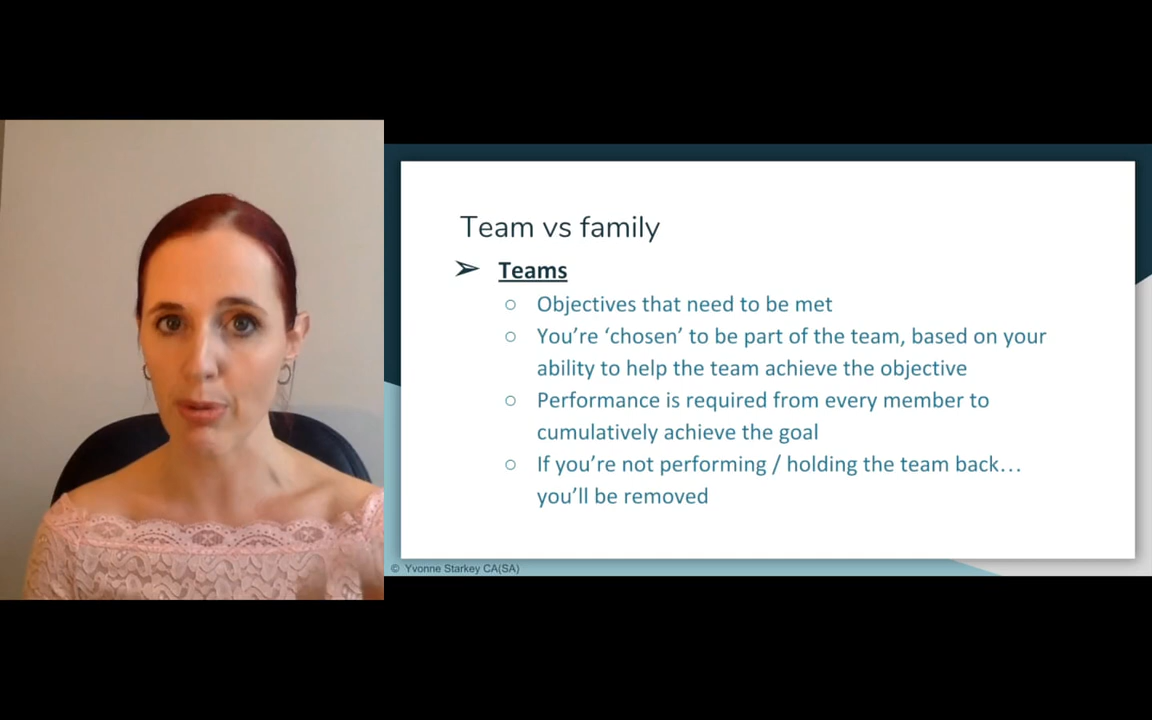 Team vs family
➢ Teams
○ Objectives that need to be met
○ You’re ‘chosen’ to be part of the team, based on your
ability to help the team achieve the objective
○ Performance is required from every member to
cumulatively achieve the goal
○ If you’re not performing / holding the team back…
you’ll be removed
© Yvonne Starkey CA(SA)